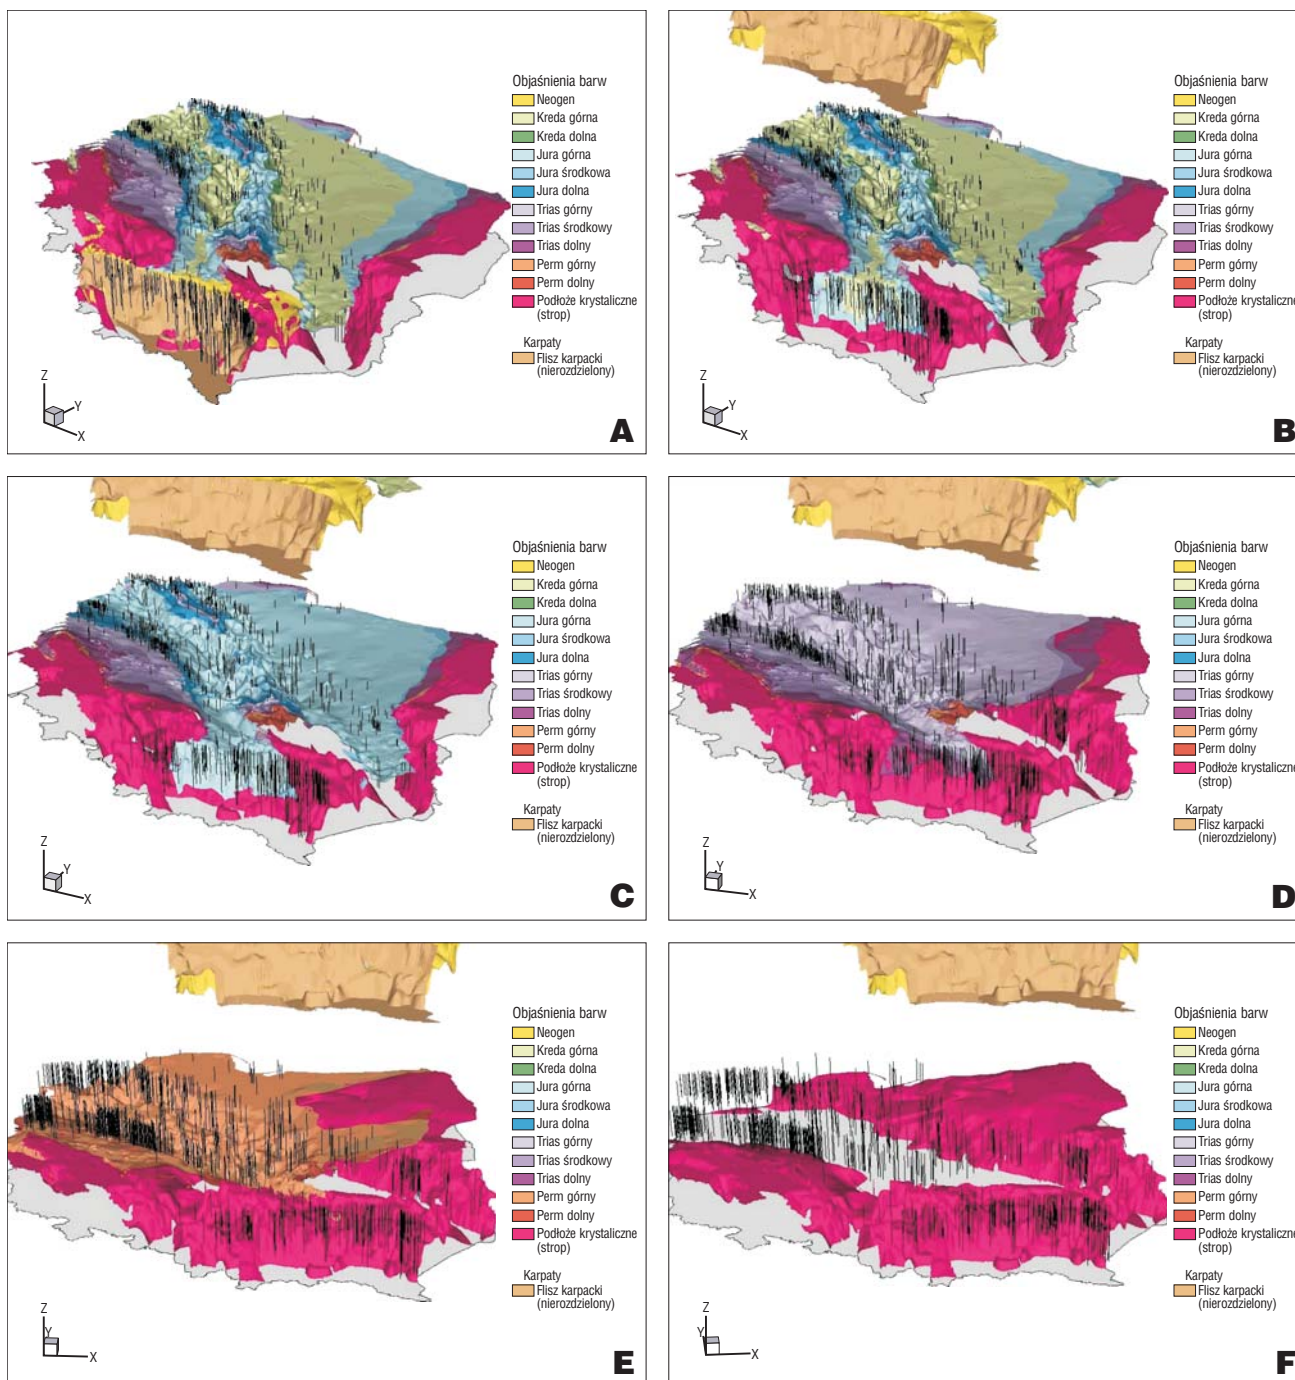 Objaśnienia barw
Neogen
Kreda górna
Kreda dolna
Jura górna
Jura środkowa
Jura dolna
Trias górny
Trias środkowy
Trias dolny
Perm górny
Perm dolny
Podłoże krystaliczne
(strop)
Karpaty
Flisz karpacki
(nierozdzielony)
Z
Y
X
A
Objaśnienia barw
Neogen
Kreda górna
Kreda dolna
Jura górna
Jura środkowa
Jura dolna
Trias górny
Trias środkowy
Trias dolny
Perm górny
Perm dolny
Podłoże krystaliczne
(strop)
Karpaty
Flisz karpacki
(nierozdzielony)
Z
Y
X
B
Objaśnienia barw
Neogen
Kreda górna
Kreda dolna
Jura górna
Jura środkowa
Jura dolna
Trias górny
Trias środkowy
Trias dolny
Perm górny
Perm dolny
Podłoże krystaliczne
(strop)
Karpaty
Flisz karpacki
(nierozdzielony)
Z
Y
X
C
Objaśnienia barw
Neogen
Kreda górna
Kreda dolna
Jura górna
Jura środkowa
Jura dolna
Trias górny
Trias środkowy
Trias dolny
Perm górny
Perm dolny
Podłoże krystaliczne
(strop)
Karpaty
Flisz karpacki
(nierozdzielony)
Z
Y
X
D
Objaśnienia barw
Neogen
Kreda górna
Kreda dolna
Jura górna
Jura środkowa
Jura dolna
Trias górny
Trias środkowy
Trias dolny
Perm górny
Perm dolny
Podłoże krystaliczne
(strop)
Karpaty
Flisz karpacki
(nierozdzielony)
Z
Y
X
E
Objaśnienia barw
Neogen
Kreda górna
Kreda dolna
Jura górna
Jura środkowa
Jura dolna
Trias górny
Trias środkowy
Trias dolny
Perm górny
Perm dolny
Podłoże krystaliczne
(strop)
Karpaty
Flisz karpacki
(nierozdzielony)
Z
Y
X
F